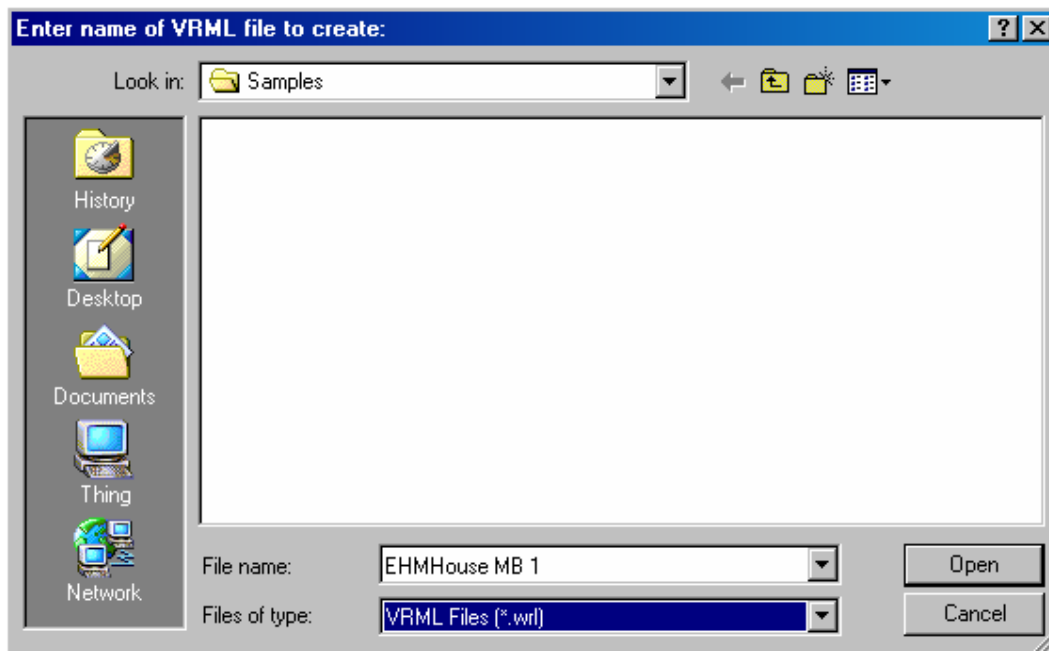 Enter name of VRML file to create:
Look in: Samples
History
Desktop
Documents
Thing
Network
File name: EHMHouse MB 1 Open
Files of type: VRML Files (*.wrl) Cancel